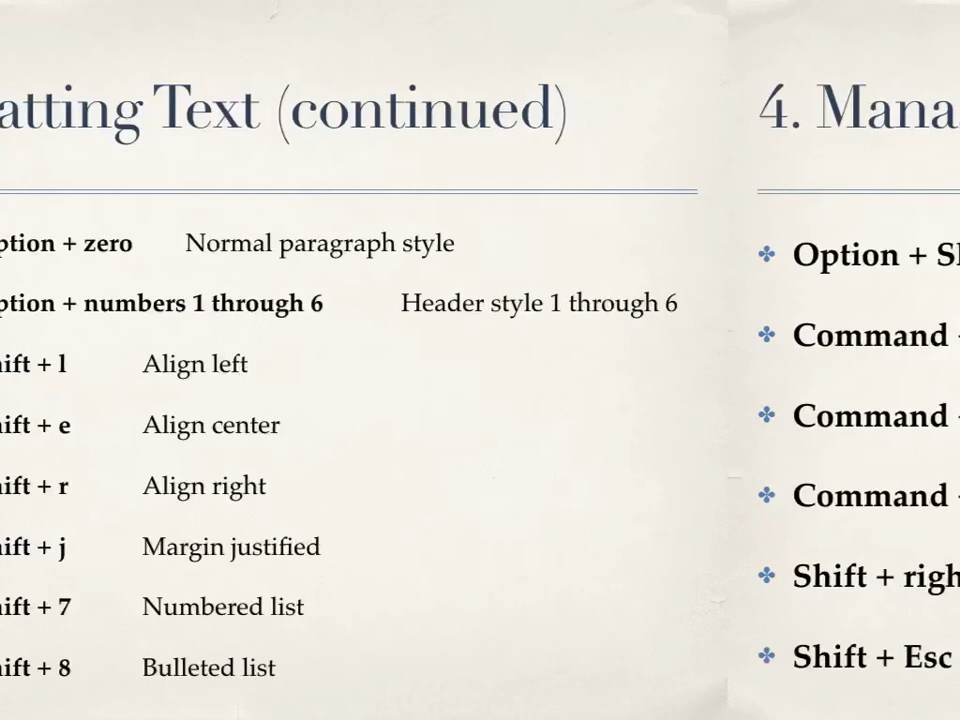 atting Text (continued)
ption + zero Normal paragraph style
ption + numbers 1 through 6 Header style 1 through 6
ift + l Align left
ift + e Align center
ift + r Align right
ift + j Margin justified
ift + 7 Numbered list
ift + 8 Bulleted list
4. Mana
Option + S
Command
Command
Command
Shift + righ
Shift + Esc